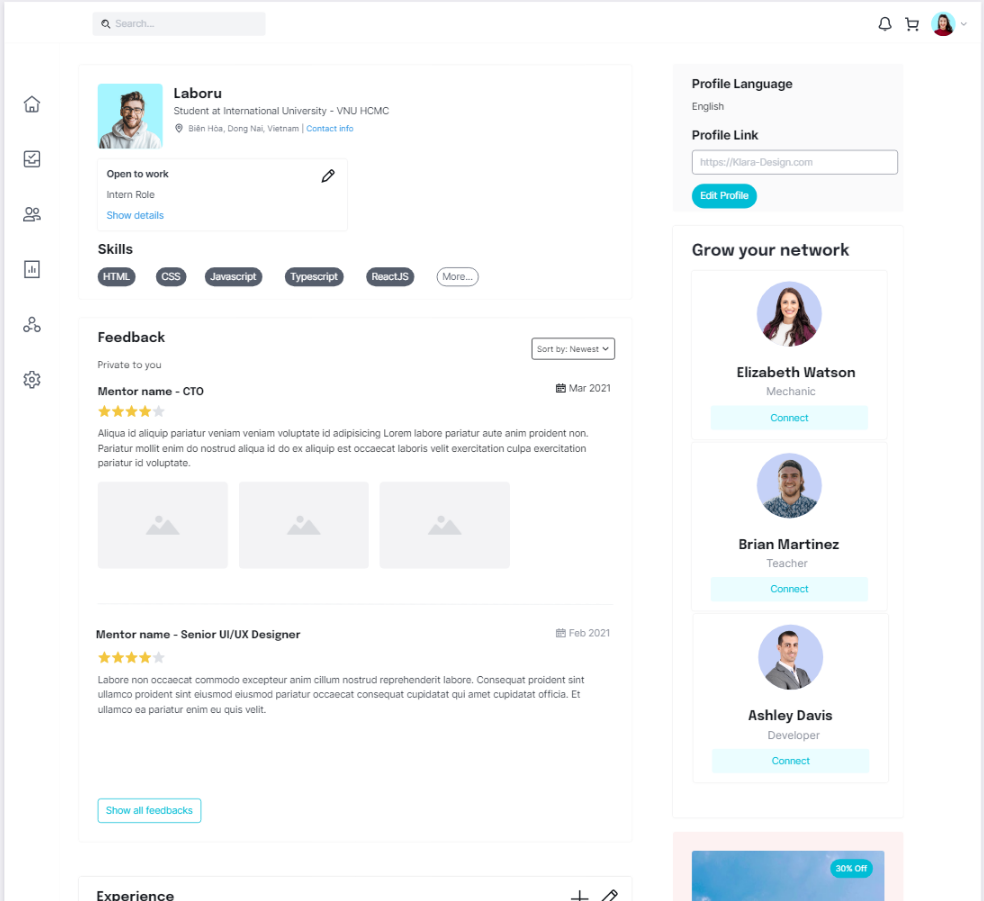 Search...
Laboru
Student at International University - VNU HCMC
Biên Hòa, Dong Nai, Vietnam | Contact info
Open to work
Intern Role
Show details
Skills
HTML CSS Javascript Typescript ReactJS More...
Feedback
Sort by: Newest
Private to you
Mentor name - CTO
Mar 2021
Aliqua id aliquip pariatur veniam veniam voluptate id adipisicing Lorem labore pariatur aute anim proident non.
Pariatur mollit enim do nostrud aliqua id do ex aliquip est occaecat laboris velit exercitation culpa exercitation
pariatur id voluptate.
Mentor name - Senior UI/UX Designer
Feb 2021
Labore non occaecat commodo excepteur anim cillum nostrud reprehenderit labore. Consequat proident sint
ullamco proident sint eiusmod eiusmod pariatur occaecat consequat cupidatat qui amet cupidatat officia. Et
ullamco ea pariatur enim eu quis velit.
Show all feedbacks
Experience
Profile Language
English
Profile Link
https://Klara-Design.com
Edit Profile
Grow your network
Elizabeth Watson
Mechanic
Connect
Brian Martinez
Teacher
Connect
Ashley Davis
Developer
Connect
30% Off